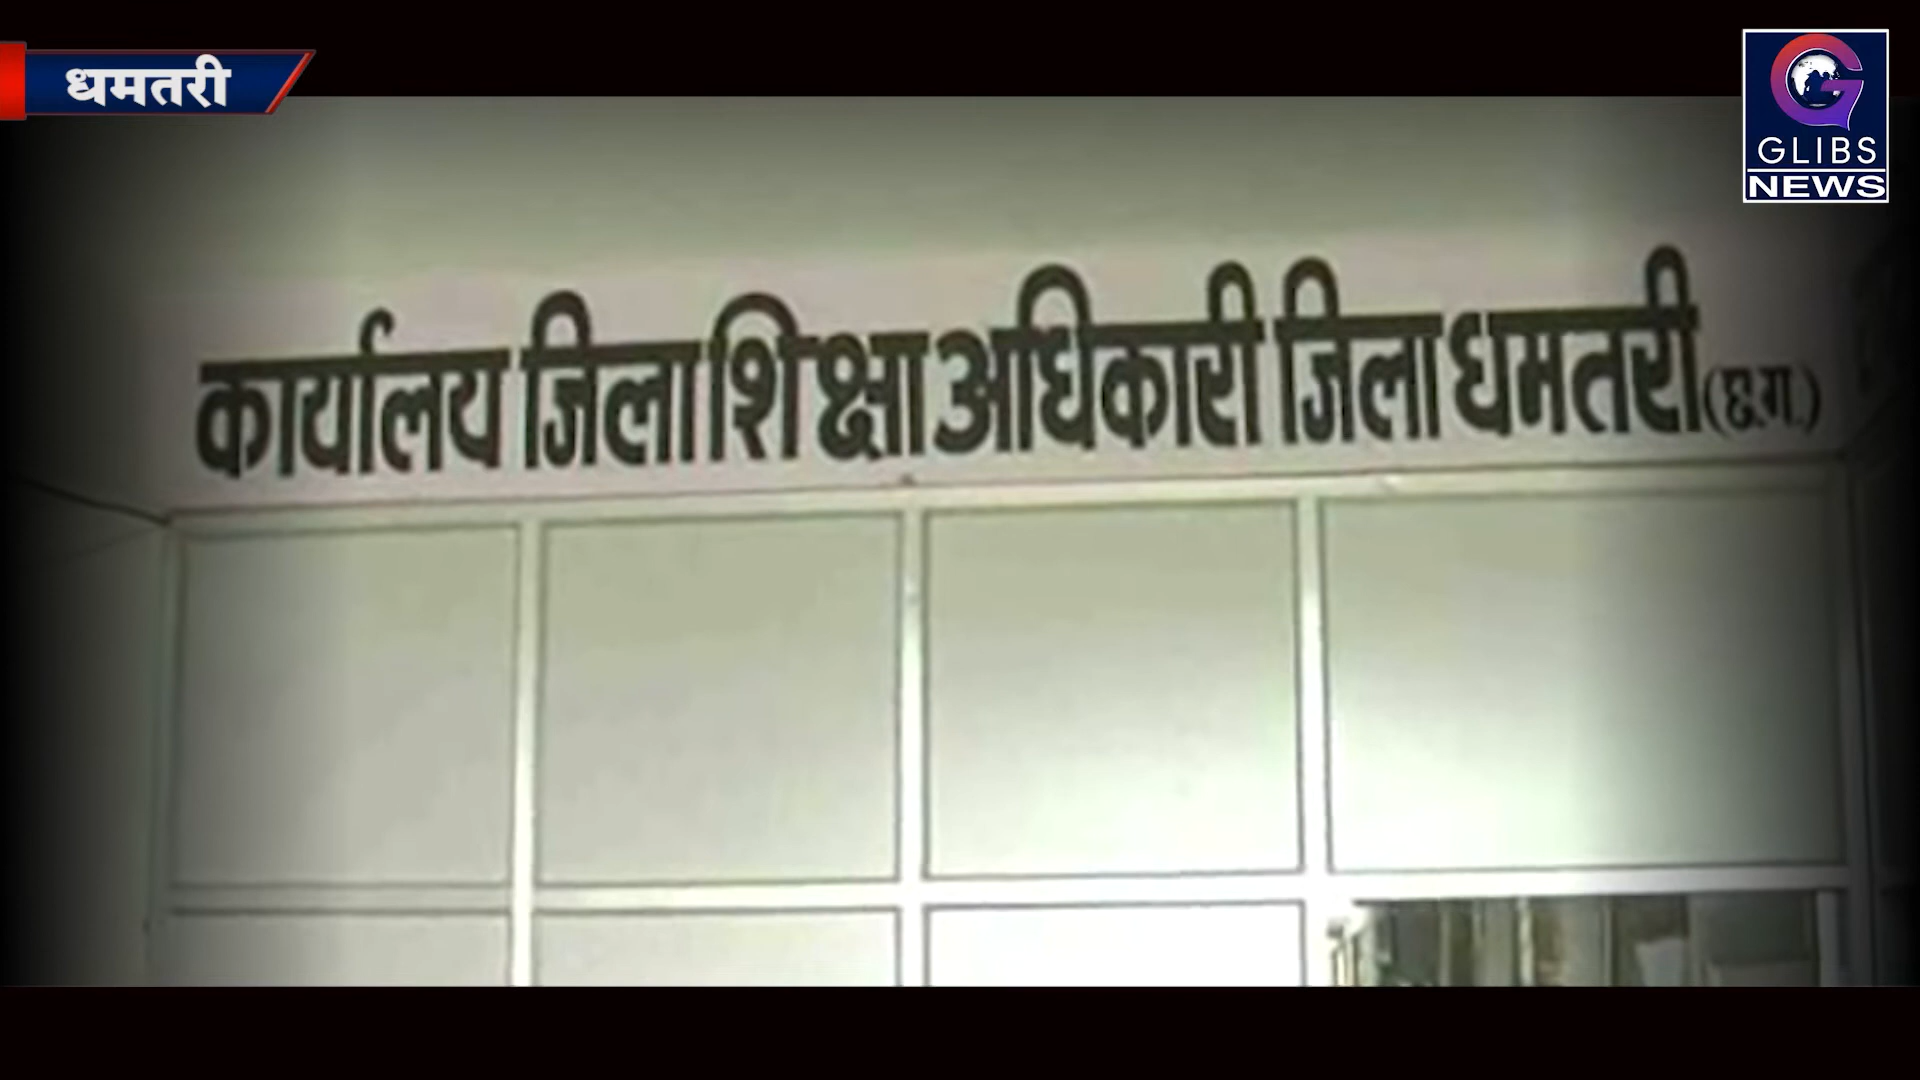 धमतरी
GLIBS
NEWS
कार्यालय जिला शिक्षा अधिकारी जिला धमतरी (छ.ग.)